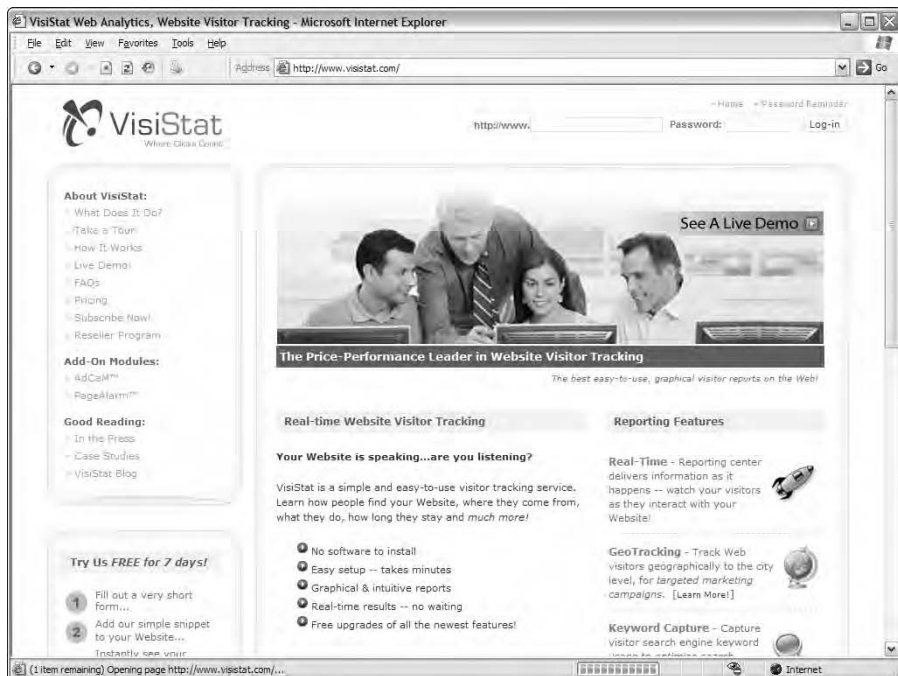 VisiStat Web Analytics, Website Visitor Tracking - Microsoft Internet Explorer
File Edit View Favorites Tools Help
Address http://www.visistat.com/ Go
Home Password Reminder
VisiStat
Where Clicks Count
http://www. Password: Log-in
About VisiStat:
What Does It Do?
Take a Tour!
How It Works
Live Demo!
FAQs
Pricing
Subscribe Now!
Reseller Program
Add-On Modules:
AdCaM™
PageAlarm™
Good Reading:
In the Press
Case Studies
VisiStat Blog
Try Us FREE for 7 days!
1 Fill out a very short
form...
2 Add our simple snippet
to your Website...
Instantly see your
See A Live Demo
The Price-Performance Leader in Website Visitor Tracking
The best easy-to-use, graphical visitor reports on the Web!
Real-time Website Visitor Tracking
Your Website is speaking...are you listening?
VisiStat is a simple and easy-to-use visitor tracking service.
Learn how people find your Website, where they come from,
what they do, how long they stay and much more!
No software to install
Easy setup -- takes minutes
Graphical & intuitive reports
Real-time results -- no waiting
Free upgrades of all the newest features!
Reporting Features
Real-Time - Reporting center
delivers information as it
happens -- watch your visitors
as they interact with your
Website!
GeoTracking - Track Web
visitors geographically to the city
level, for targeted marketing
campaigns. [Learn More!]
Keyword Capture - Capture
visitor search engine keyword
usage to optimize search
(1 item remaining) Opening page http://www.visistat.com/... Internet